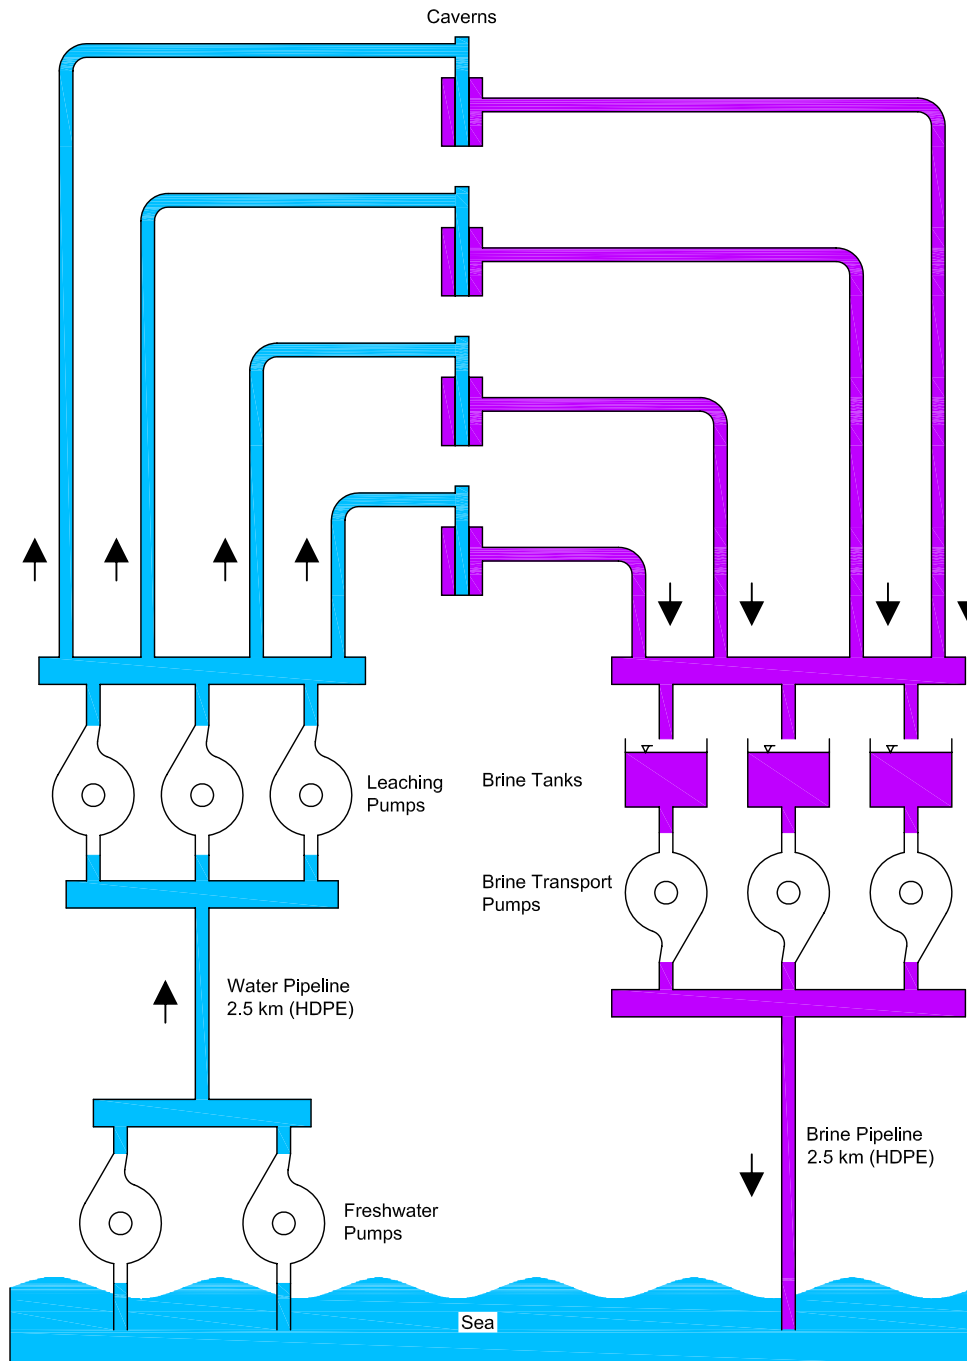 Caverns
Leaching
Pumps
Brine Tanks
Brine Transport
Pumps
Water Pipeline
2.5 km (HDPE)
Brine Pipeline
2.5 km (HDPE)
Freshwater
Pumps
Sea